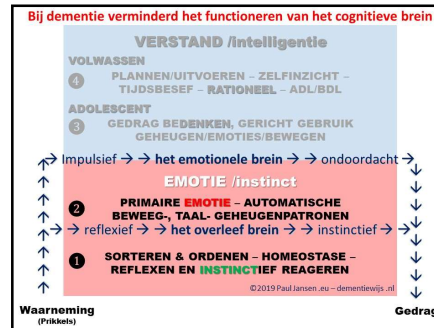 Bij dementie verminderd het functioneren van het cognitieve brein
VERSTAND /intelligentie
VOLWASSEN
4 PLANNEN/UITVOEREN – ZELFINZICHT –
TIJDSBESEF – RATIONEEL – ADL/BDL
ADOLESCENT
3 GEDRAG BEDENKEN, GERICHT GEBRUIK
GEHEUGEN/EMOTIES/BEWEGEN
→ Impulsief → → het emotionele brein → → ondoordacht →
EMOTIE /instinct
2 PRIMAIRE EMOTIE – AUTOMATISCHE
BEWEEG-, TAAL- GEHEUGENPATRONEN
→ → reflexief → → het overleef brein → → instinctief → →
1 SORTEREN & ORDENEN – HOMEOSTASE –
REFLEXEN EN INSTINCTIEF REAGEREN
©2019 Paul Jansen .eu – dementiewijs .nl
Waarneming
(Prikkels)
Gedrag